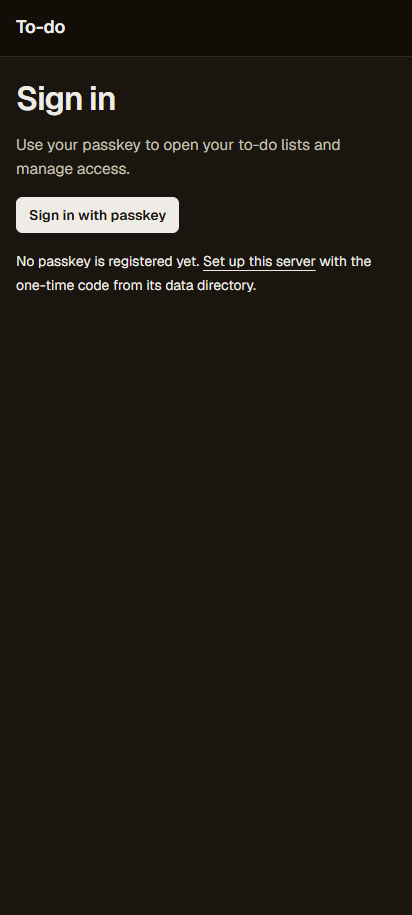 To-do
Sign in
Use your passkey to open your to-do lists and
manage access.
Sign in with passkey
No passkey is registered yet. Set up this server with the
one-time code from its data directory.